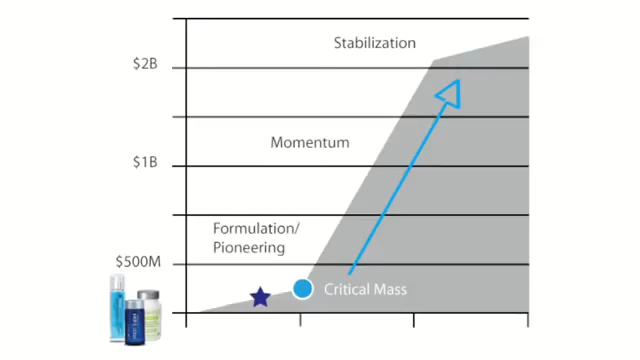 Stabilization
$2B
Momentum
$1B
Formulation/
Pioneering
$500M
Critical Mass